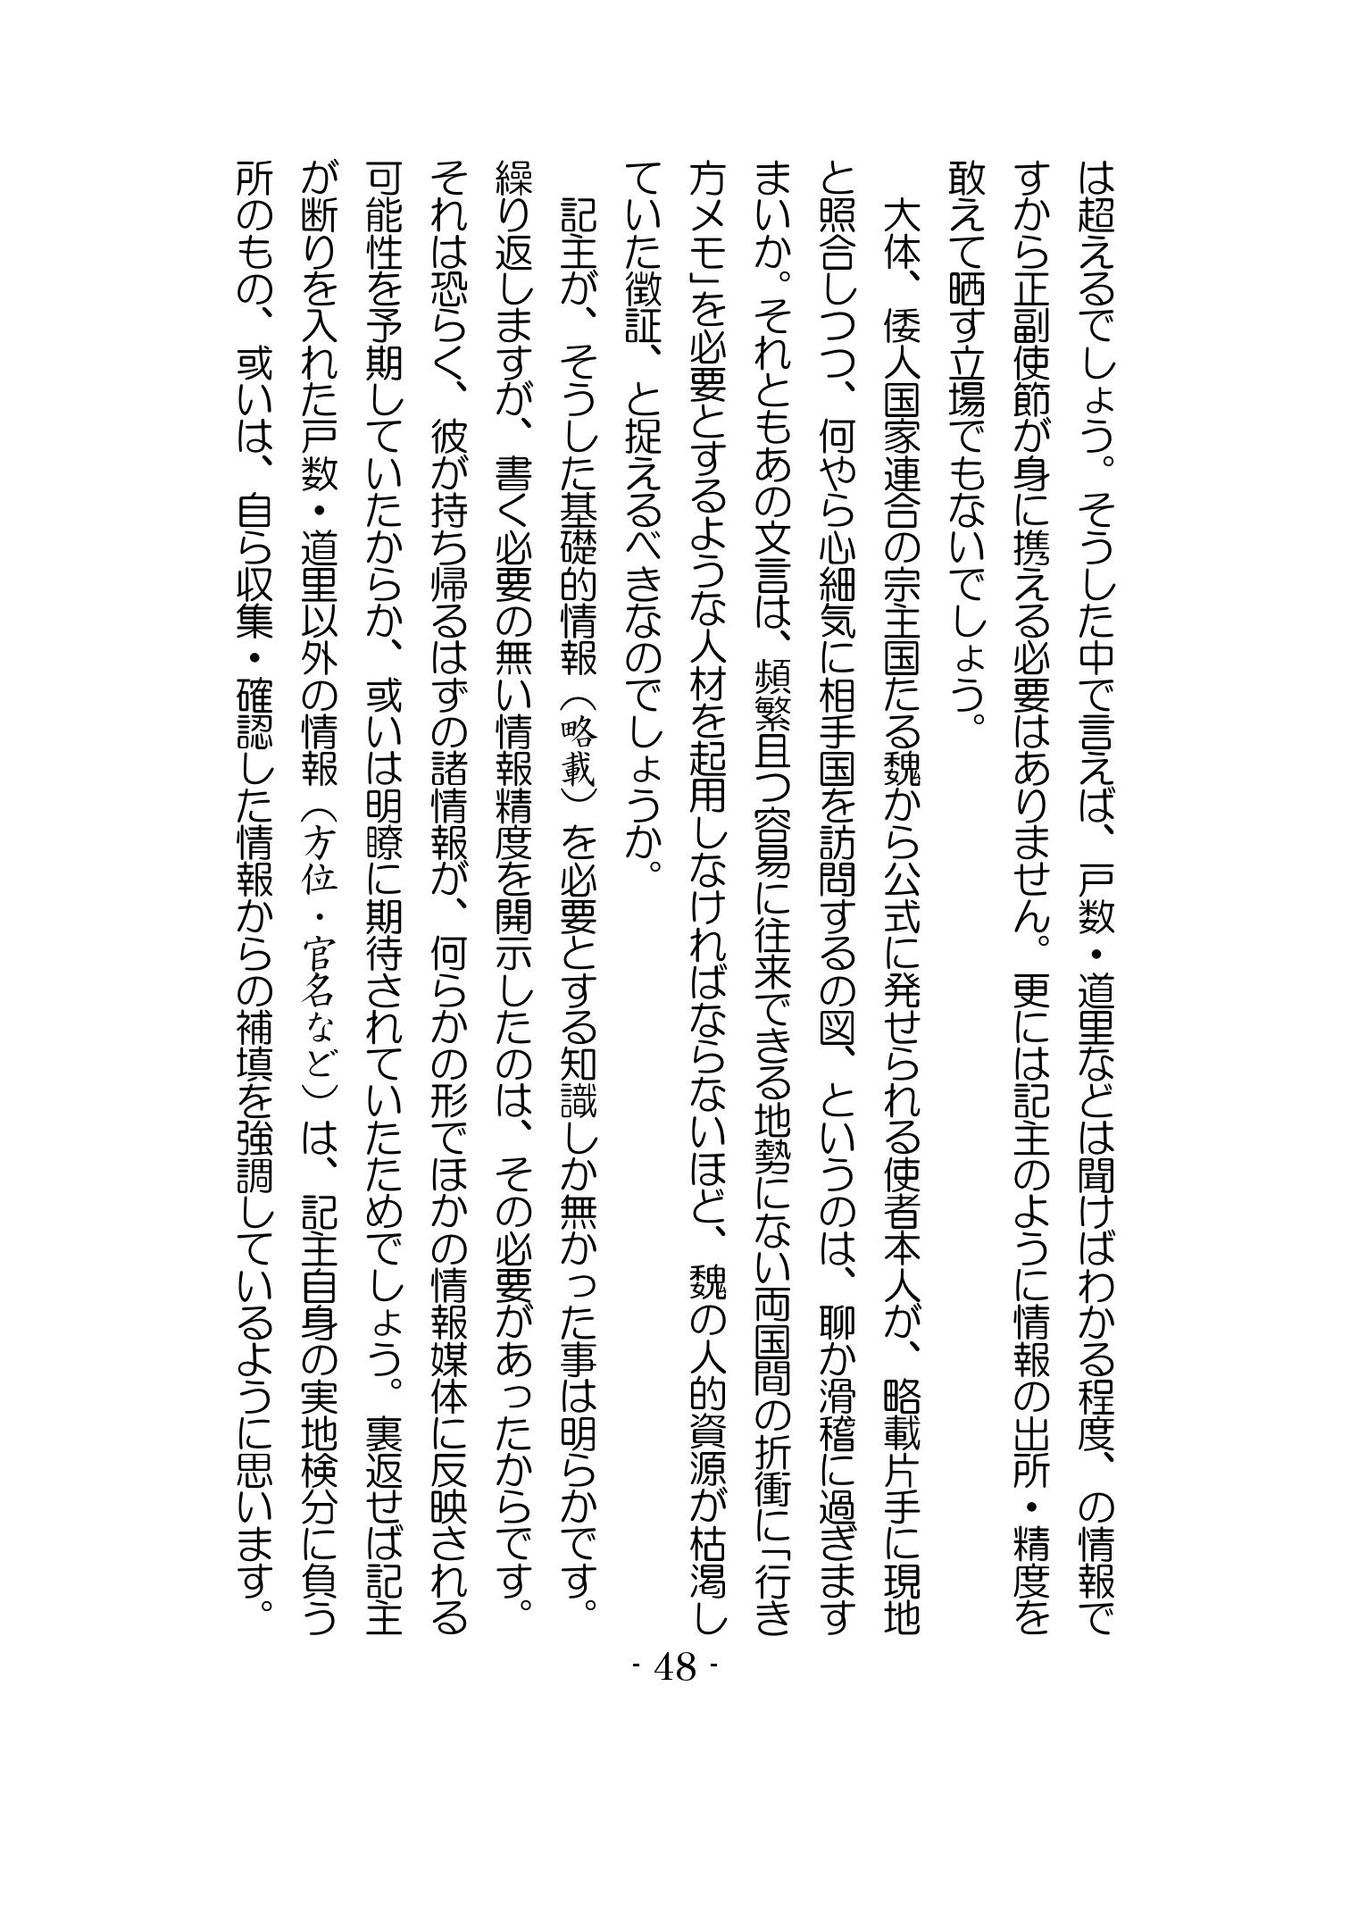 は超えるでしょう。そうした中で言えば、戸数・道里などは聞けばわかる程度、の情報で
すから正副使節が身に携える必要はありません。更には記主のように情報の出所・精度を
敢えて晒す立場でもないでしょう。
　大体、倭人国家連合の宗主国たる魏から公式に発せられる使者本人が、略載片手に現地
と照合しつつ、何やら心細気に相手国を訪問するの図、というのは、聊か滑稽に過ぎます
まいか。それともあの文言は、頻繁且つ容易に往来できる地勢にない両国間の折衝に「行き
方メモ」を必要とするような人材を起用しなければならないほど、魏の人的資源が枯渇し
ていた徴証、と捉えるべきなのでしょうか。
　記主が、そうした基礎的情報（略載）を必要とする知識しか無かった事は明らかです。
繰り返しますが、書く必要の無い情報精度を開示したのは、その必要があったからです。
それは恐らく、彼が持ち帰るはずの諸情報が、何らかの形でほかの情報媒体に反映される
可能性を予期していたからか、或いは明瞭に期待されていたためでしょう。裏返せば記主
が断りを入れた戸数・道里以外の情報（方位・官名など）は、記主自身の実地検分に負う
所のもの、或いは、自ら収集・確認した情報からの補填を強調しているように思います。
- 48 -